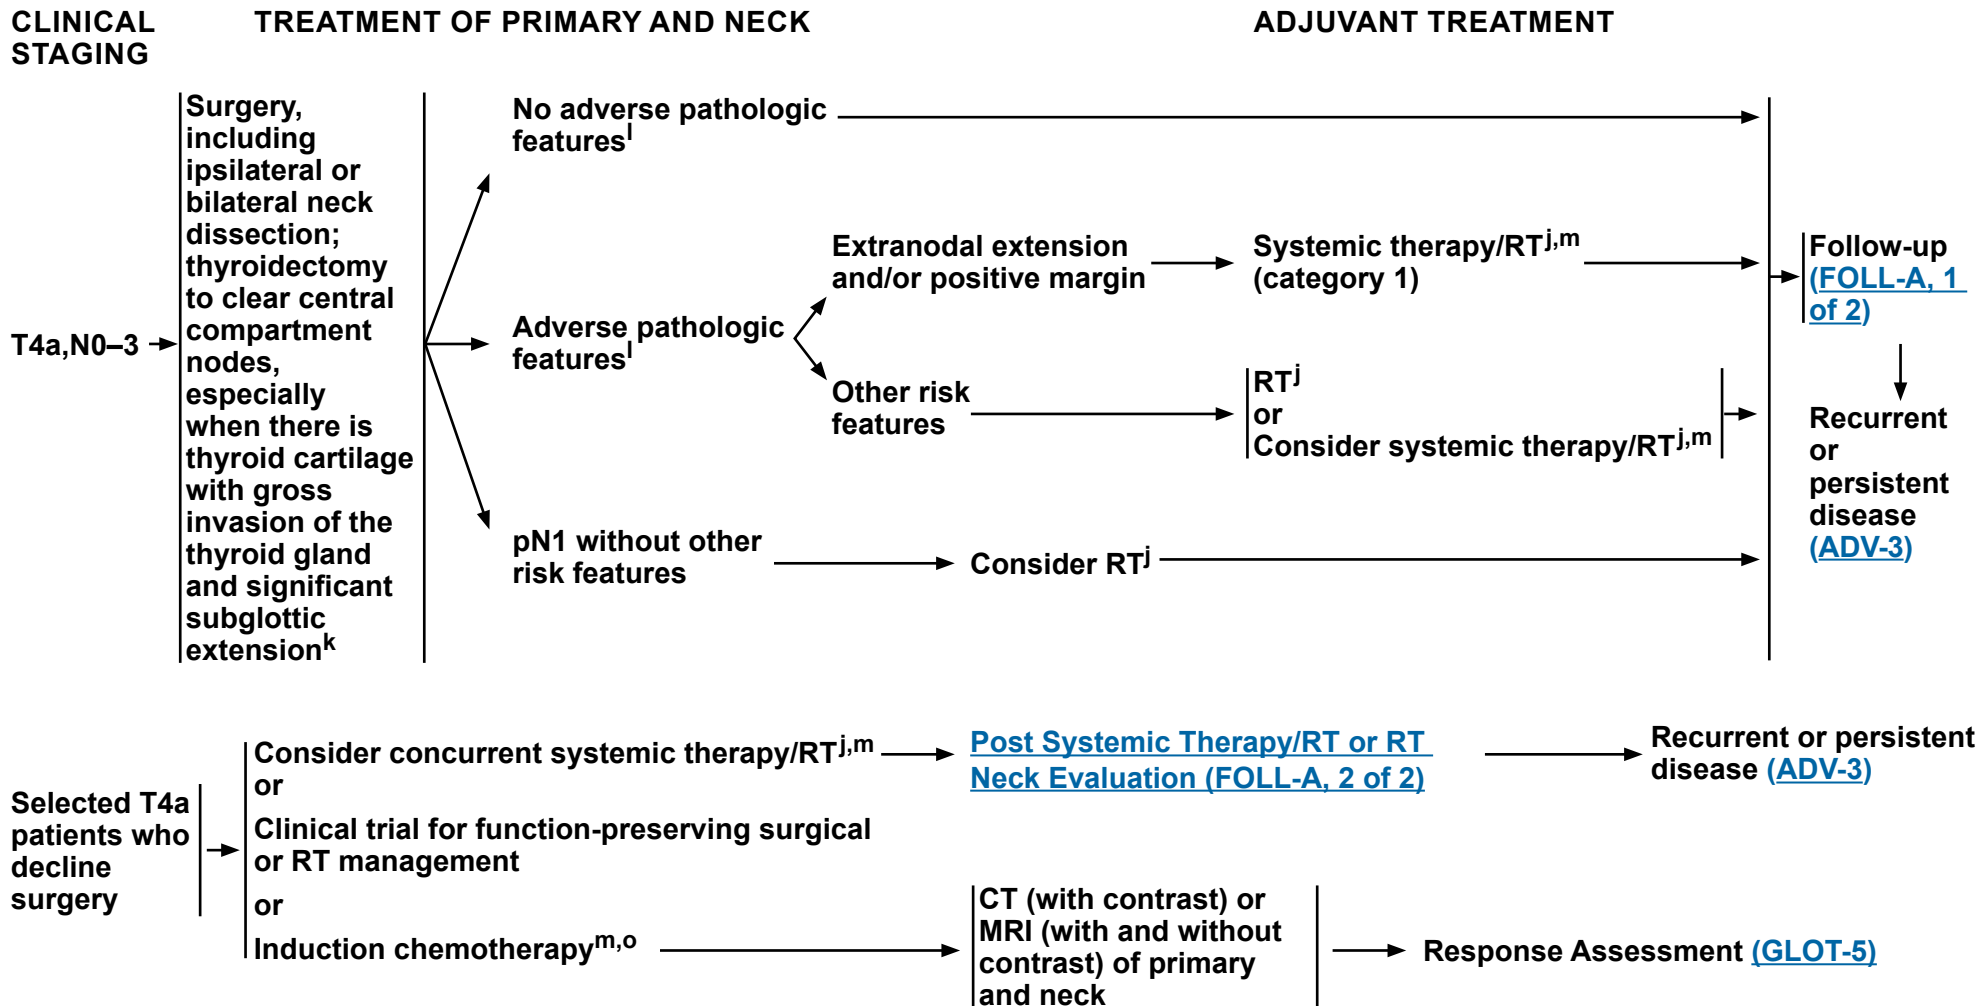 CLINICAL
STAGING
TREATMENT OF PRIMARY AND NECK
ADJUVANT TREATMENT
T4a,N0–3
Surgery,
including
ipsilateral or
bilateral neck
dissection;
thyroidectomy
to clear central
compartment
nodes,
especially
when there is
thyroid cartilage
with gross
invasion of the
thyroid gland
and significant
subglottic
extensionk
No adverse pathologic
featuresl
Adverse pathologic
featuresl
Extranodal extension
and/or positive margin
Systemic therapy/RTj,m
(category 1)
Other risk
features
RTj
or
Consider systemic therapy/RTj,m
pN1 without other
risk features
Consider RTj
Follow-up
(FOLL-A, 1
of 2)
Recurrent
or
persistent
disease
(ADV-3)
Selected T4a
patients who
decline
surgery
Consider concurrent systemic therapy/RTj,m
or
Clinical trial for function-preserving surgical
or RT management
or
Induction chemotherapym,o
Post Systemic Therapy/RT or RT
Neck Evaluation (FOLL-A, 2 of 2)
Recurrent or persistent
disease (ADV-3)
CT (with contrast) or
MRI (with and without
contrast) of primary
and neck
Response Assessment (GLOT-5)